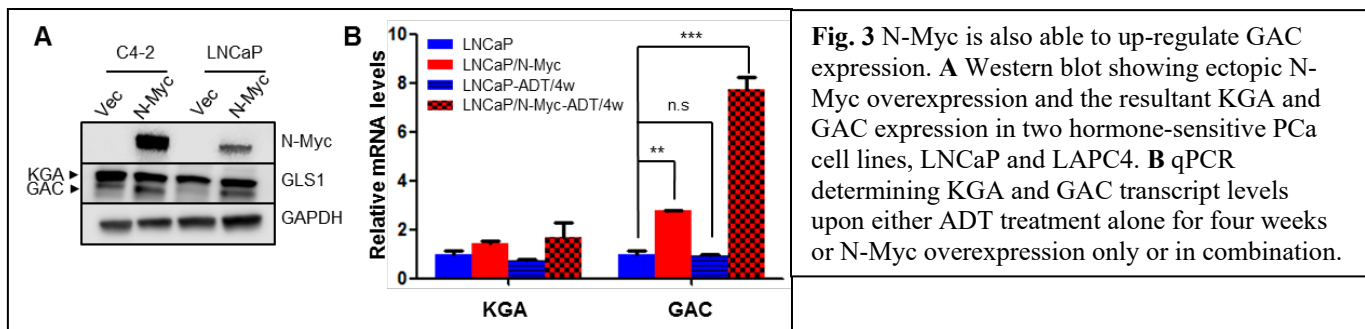 A
C4-2
LNCaP
Vec
N-Myc
Vec
N-Myc
N-Myc
KGA
GLS1
GAC
GAPDH
B
Relative mRNA levels
10
8
6
4
2
0
LNCaP
LNCaP/N-Myc
LNCaP-ADT/4w
LNCaP/N-Myc-ADT/4w
***
n.s
**
KGA
GAC
Fig. 3 N-Myc is also able to up-regulate GAC
expression. A Western blot showing ectopic N-
Myc overexpression and the resultant KGA and
GAC expression in two hormone-sensitive PCa
cell lines, LNCaP and LAPC4. B qPCR
determining KGA and GAC transcript levels
upon either ADT treatment alone for four weeks
or N-Myc overexpression only or in combination.